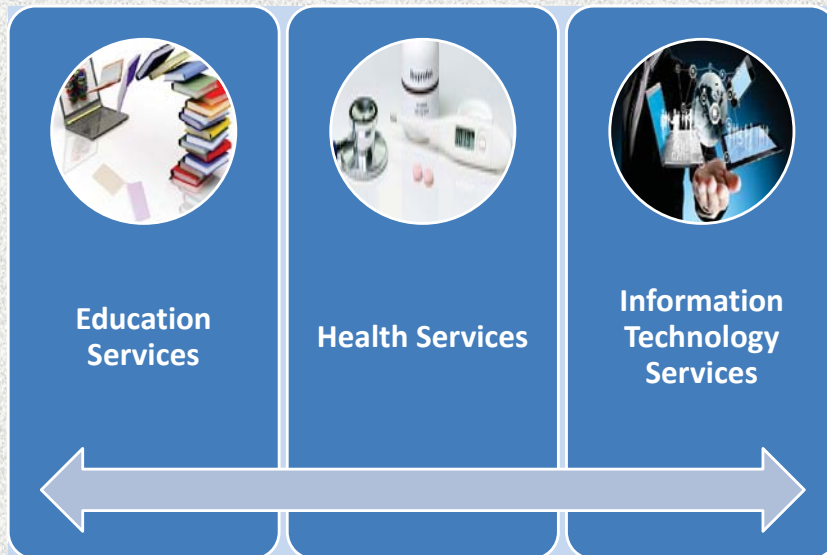 Education
Services
Health Services
Information
Technology
Services